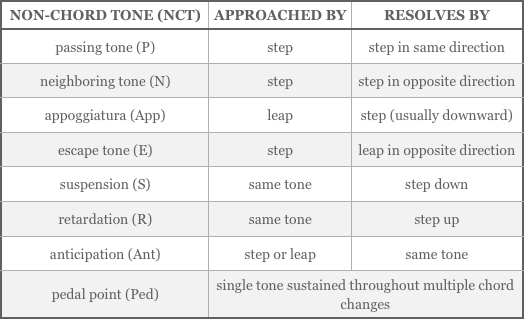 NON-CHORD TONE (NCT) APPROACHED BY RESOLVES BY
passing tone (P) step step in same direction
neighboring tone (N) step step in opposite direction
appoggiatura (App) leap step (usually downward)
escape tone (E) step leap in opposite direction
suspension (S) same tone step down
retardation (R) same tone step up
anticipation (Ant) step or leap same tone
pedal point (Ped) single tone sustained throughout multiple chord
changes